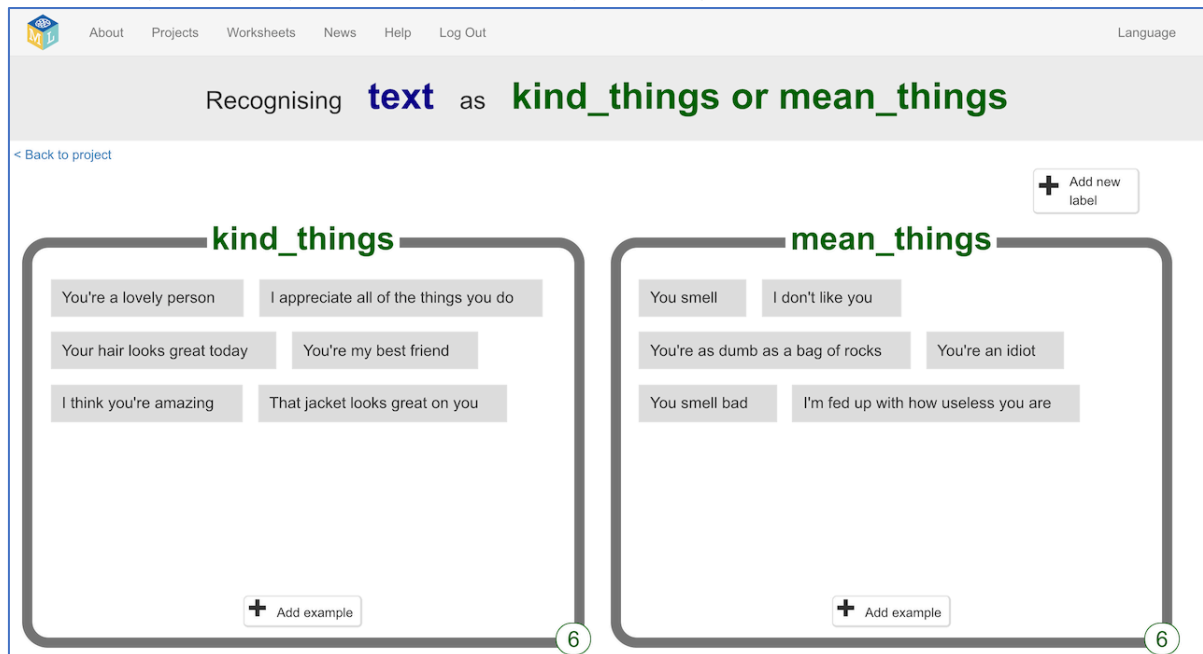 M L
About Projects Worksheets News Help Log Out Language
Recognising text as kind_things or mean_things
< Back to project
Add new
label
kind_things
You're a lovely person I appreciate all of the things you do
Your hair looks great today You're my best friend
I think you're amazing That jacket looks great on you
Add example
6
mean_things
You smell I don't like you
You're as dumb as a bag of rocks You're an idiot
You smell bad I'm fed up with how useless you are
Add example
6